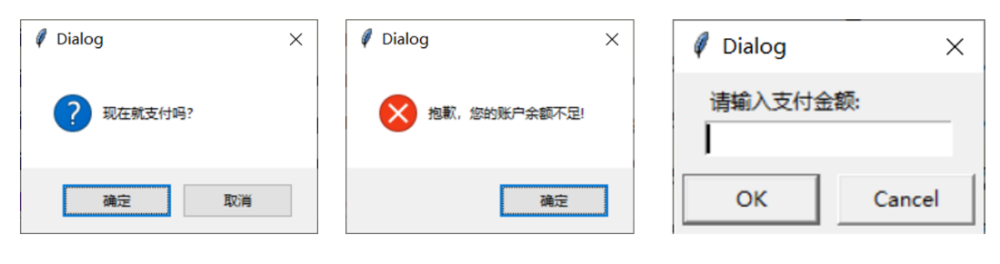 Dialog
现在就支付吗?
确定
取消
Dialog
抱歉，您的账户余额不足!
确定
Dialog
请输入支付金额:
OK
Cancel